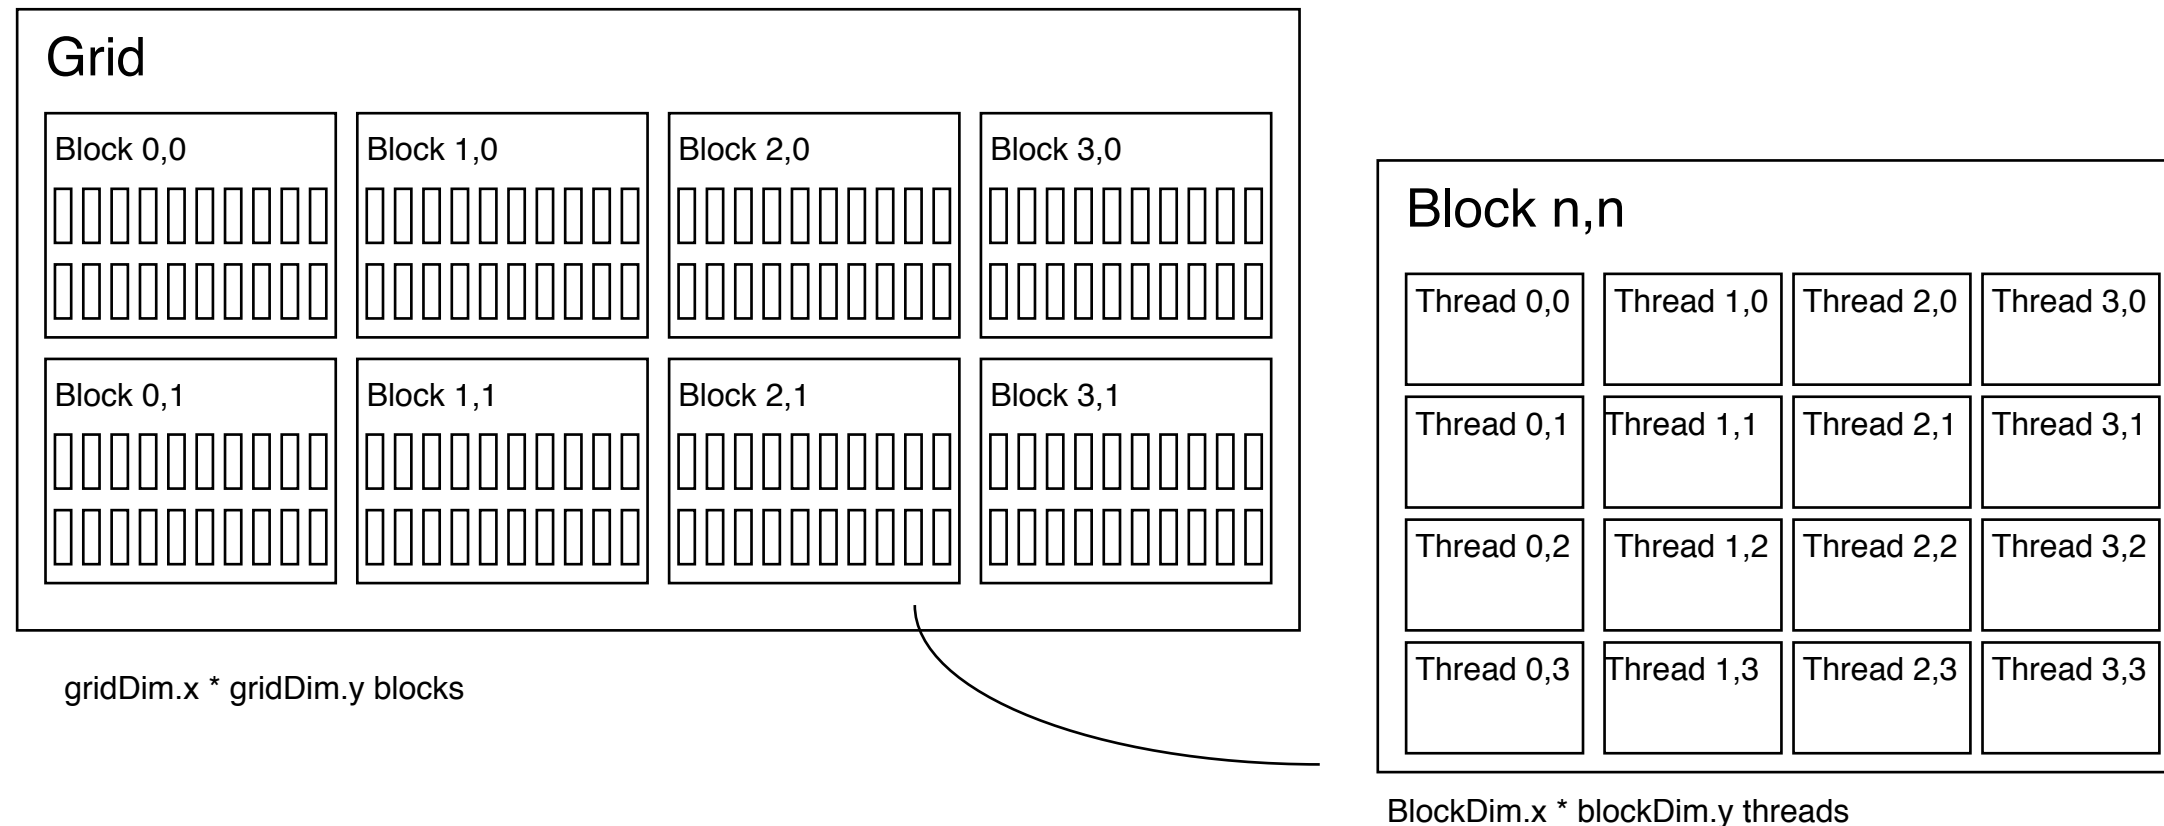 Grid
Block 0,0
Block 1,0
Block 2,0
Block 3,0
Block 0,1
Block 1,1
Block 2,1
Block 3,1
gridDim.x * gridDim.y blocks
Block n,n
Thread 0,0
Thread 1,0
Thread 2,0
Thread 3,0
Thread 0,1
Thread 1,1
Thread 2,1
Thread 3,1
Thread 0,2
Thread 1,2
Thread 2,2
Thread 3,2
Thread 0,3
Thread 1,3
Thread 2,3
Thread 3,3
BlockDim.x * blockDim.y threads